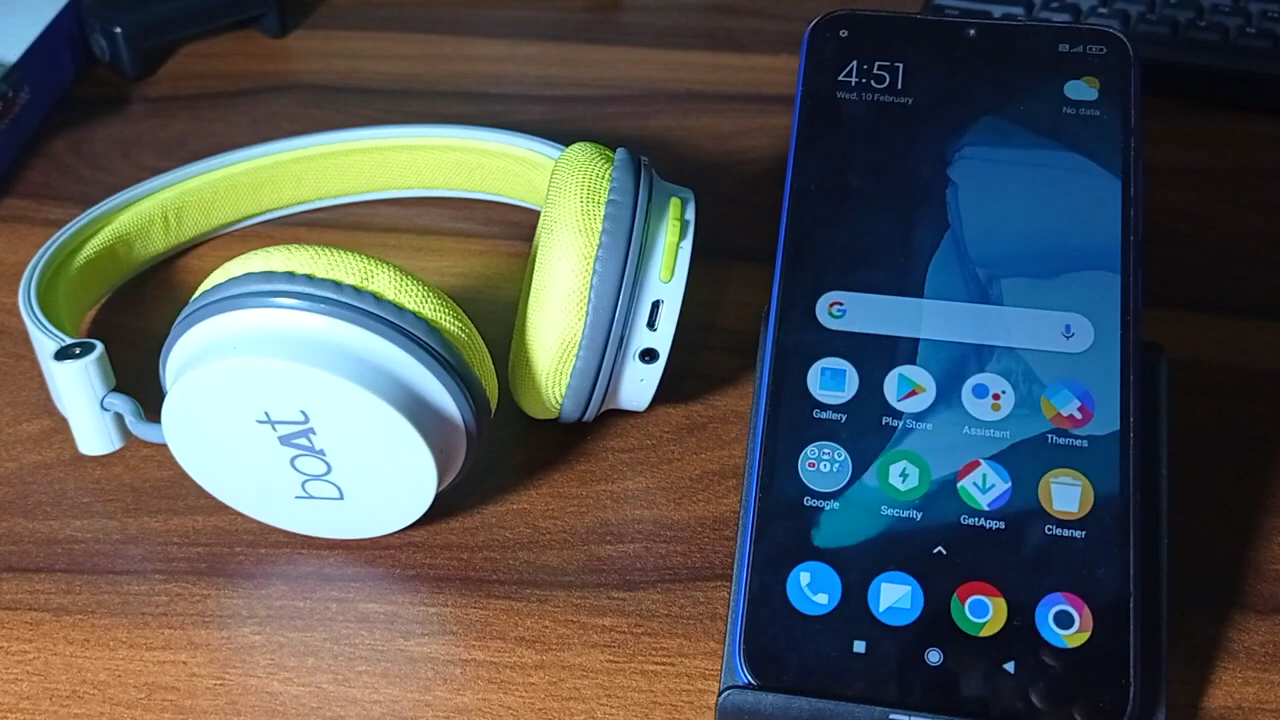 4:51
Wed, 10 February
No data
Gallery
Play Store
Assistant
Themes
Google
Security
GetApps
Cleaner
boAt